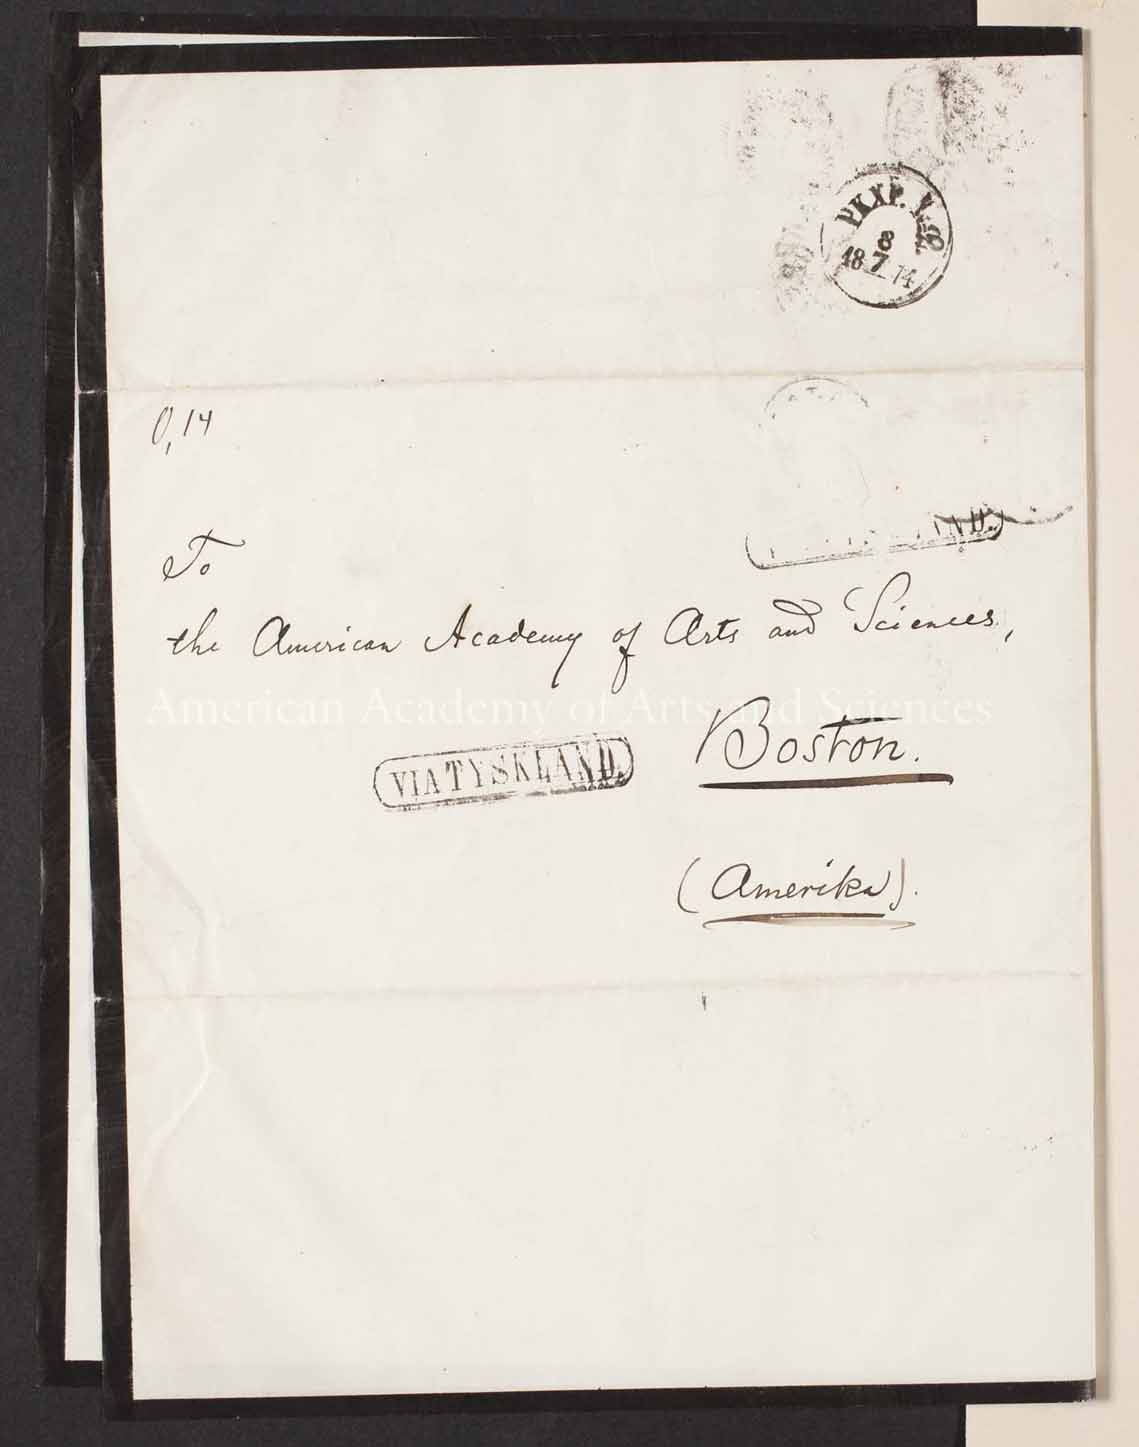 PKXP.
8
7
18 74
0,14
To
the American Academy of Arts and Sciences,
American Academy of Arts and Sciences
Boston.
VIA TYSKLAND.
(Amerika).